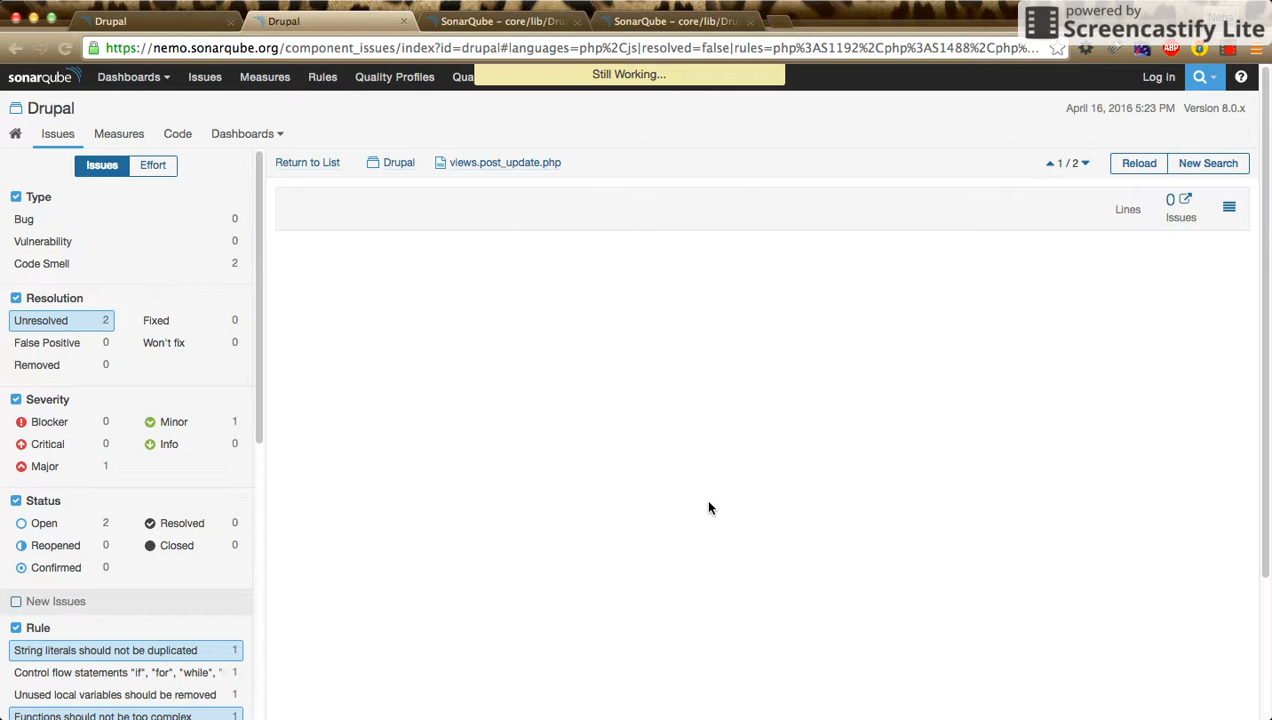 powered by
Screencastify Lite
Drupal
Drupal
SonarQube – core/lib/Dru
SonarQube – core/lib/Dru
https://nemo.sonarqube.org/component_issues/index?id=drupal#languages=php%2Cjs|resolved=false|rules=php%3AS1192%2Cphp%3AS1488%2Cphp%...
ABP
sonarqube
Dashboards
Issues
Measures
Rules
Quality Profiles
Qua
Still Working...
Log in
?
Drupal
April 16, 2016 5:23 PM Version 8.0.x
Issues
Measures
Code
Dashboards
Issues
Effort
Return to List
Drupal
views.post_update.php
1 / 2
Reload
New Search
Type
Bug 0
Vulnerability 0
Code Smell 2
Lines
0
Issues
Resolution
Unresolved 2 Fixed 0
False Positive 0 Won't fix 0
Removed 0
Severity
Blocker 0 Minor 1
Critical 0 Info 0
Major 1
Status
Open 2 Resolved 0
Reopened 0 Closed 0
Confirmed 0
New Issues
Rule
String literals should not be duplicated 1
Control flow statements "if", "for", "while", " 1
Unused local variables should be removed 1
Functions should not be too complex 1